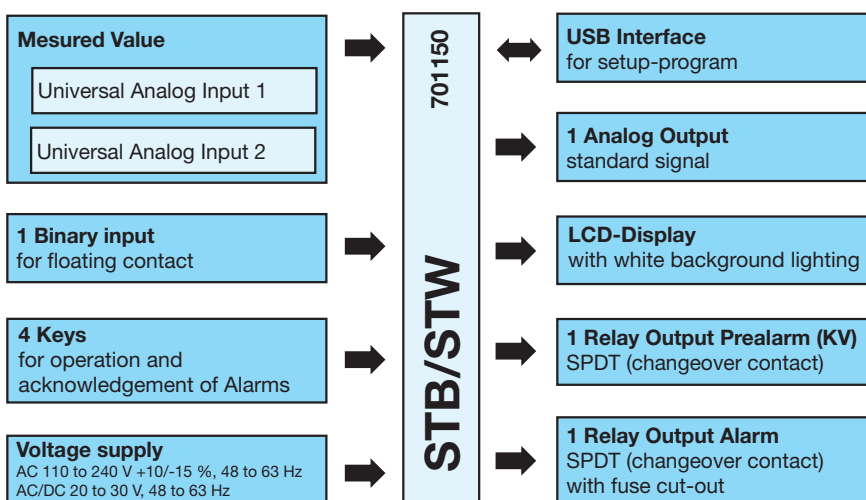 Mesured Value
Universal Analog Input 1
Universal Analog Input 2
1 Binary input
for floating contact
4 Keys
for operation and
acknowledgement of Alarms
Voltage supply
AC 110 to 240 V +10/-15 %, 48 to 63 Hz
AC/DC 20 to 30 V, 48 to 63 Hz
701150
STB/STW
USB Interface
for setup-program
1 Analog Output
standard signal
LCD-Display
with white background lighting
1 Relay Output Prealarm (KV)
SPDT (changeover contact)
1 Relay Output Alarm
SPDT (changeover contact)
with fuse cut-out